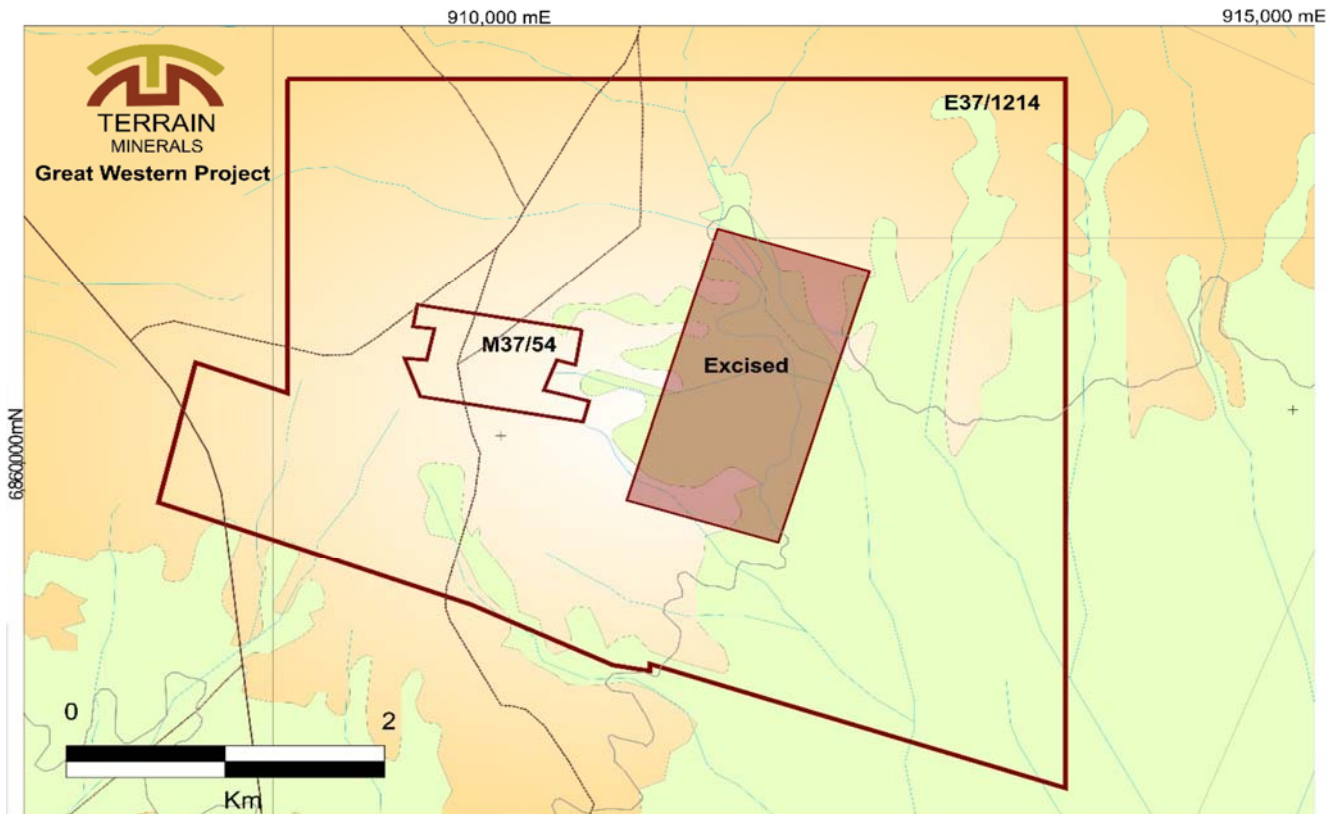 910,000 mE
915,000 mE
TERRAIN
MINERALS
Great Western Project
E37/1214
M37/54
Excised
6860000mN
0
2
Km